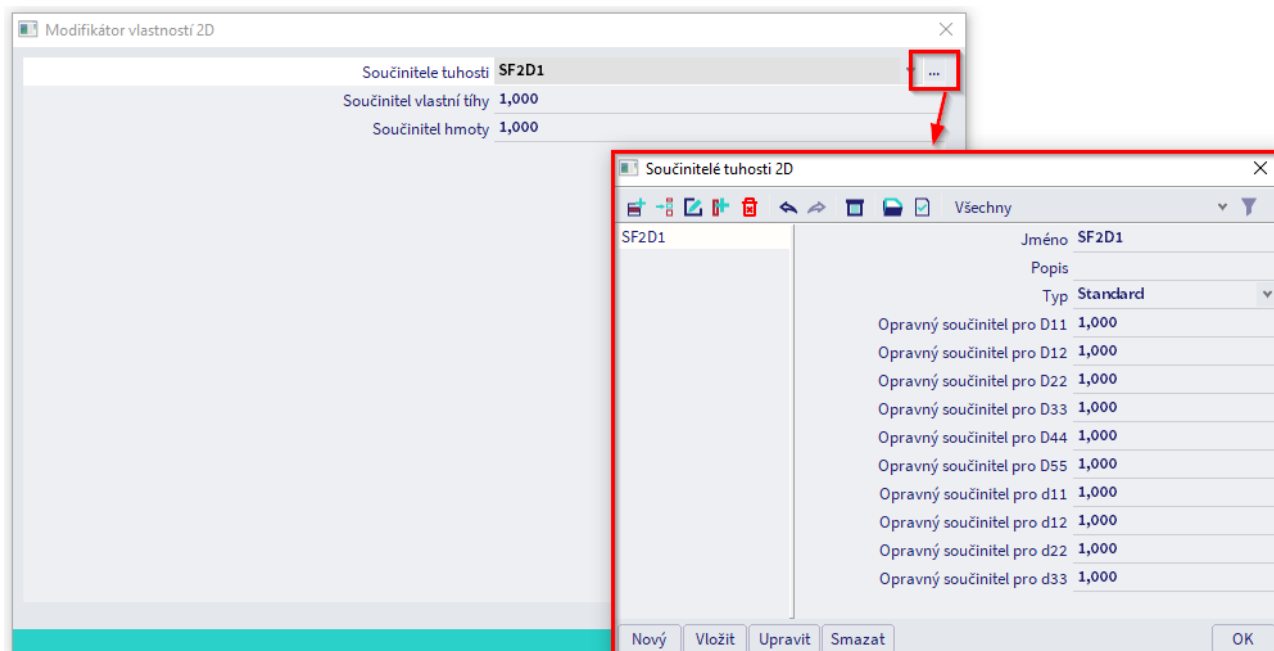 Modifikátor vlastností 2D
Součinitele tuhosti SF2D1 ...
Součinitel vlastní tíhy 1,000
Součinitel hmoty 1,000
Součinitelé tuhosti 2D
Všechny
SF2D1
Jméno SF2D1
Popis
Typ Standard
Opravný součinitel pro D11 1,000
Opravný součinitel pro D12 1,000
Opravný součinitel pro D22 1,000
Opravný součinitel pro D33 1,000
Opravný součinitel pro D44 1,000
Opravný součinitel pro D55 1,000
Opravný součinitel pro d11 1,000
Opravný součinitel pro d12 1,000
Opravný součinitel pro d22 1,000
Opravný součinitel pro d33 1,000
Nový Vložit Upravit Smazat OK